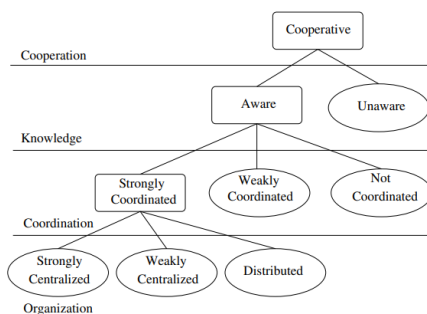 Cooperative
Cooperation
Aware
Unaware
Knowledge
Strongly
Coordinated
Weakly
Coordinated
Not
Coordinated
Coordination
Strongly
Centralized
Weakly
Centralized
Distributed
Organization